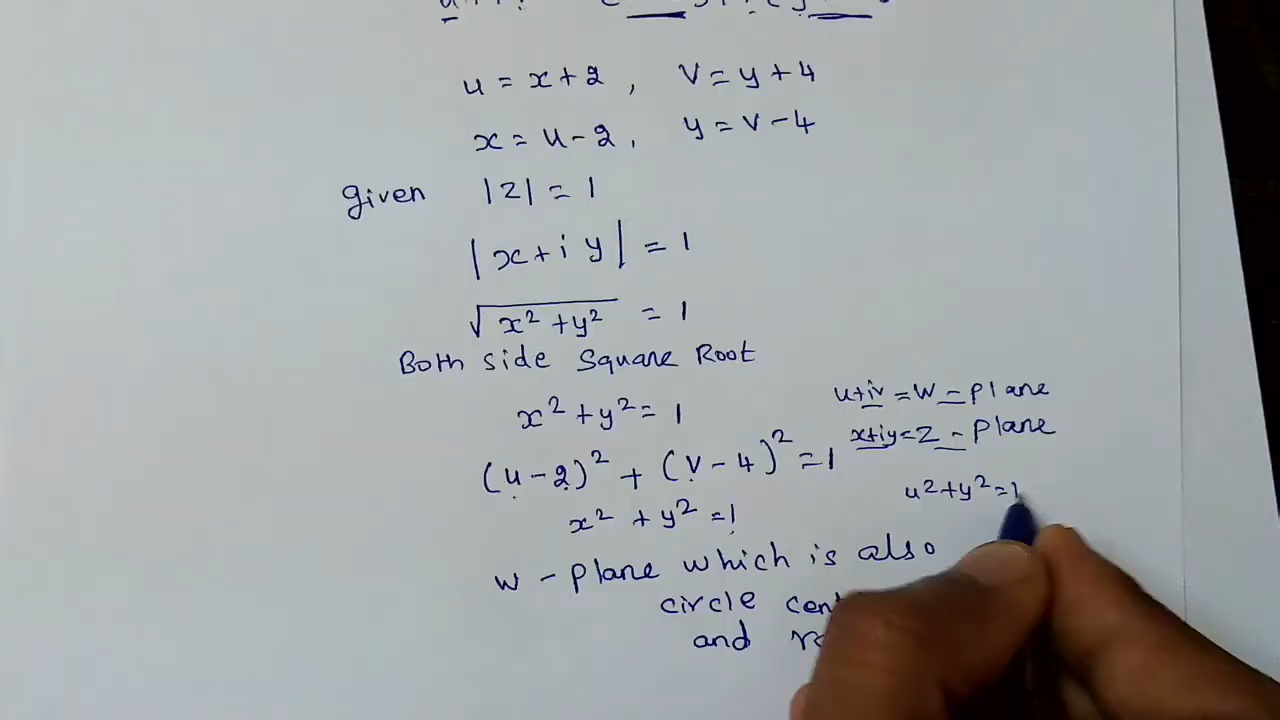 u = x + 2 , v = y + 4
x = u - 2 , y = v - 4
given |z| = 1
|x + i y| = 1
√x² + y² = 1
Both side Square Root
x² + y² = 1
u+iv = w - plane
x+iy = z - plane
(u - 2)² + (v - 4)² = 1
u² + y² = 1
x² + y² = 1
w - plane which is also
circle
and